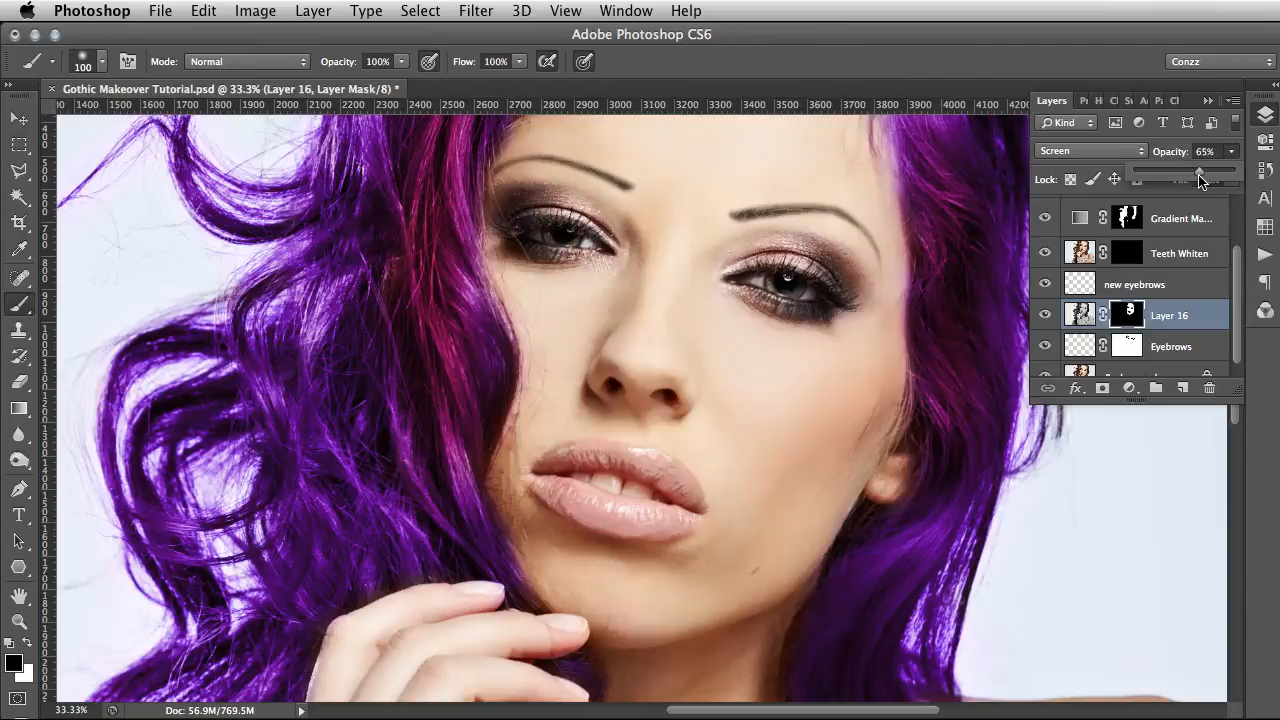 Photoshop File Edit Image Layer Type Select Filter 3D View Window Help
Adobe Photoshop CS6
100 Mode: Normal Opacity: 100% Flow: 100% Conzz
Gothic Makeover Tutorial.psd @ 33.3% (Layer 16, Layer Mask/8) *
1400 1500 1600 1700 1800 1900 2000 2100 2200 2300 2400 2500 2600 2700 2800 2900 3000 3100 3200 3300 3400 3500 3600 3700 3800 3900 4000 4100 4200
Layers
Kind
Screen Opacity: 65%
Lock:
Gradient Ma...
Teeth Whiten
new eyebrows
Layer 16
Eyebrows
fx
33.33% Doc: 56.9M/769.5M